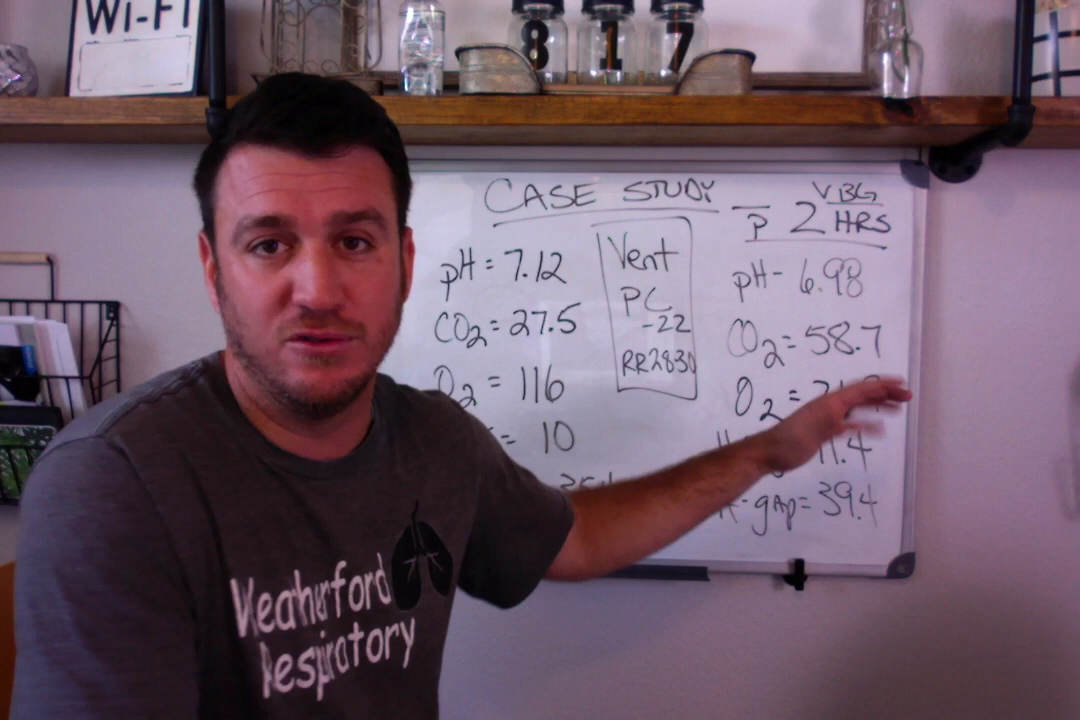 Wi-Fi
8 1 7
CASE STUDY
pH = 7.12
CO2 = 27.5
O2 = 116
= 10
Vent
PC
-22
RR 28 30
VBG
P 2 HRS
pH - 6.98
CO2 = 58.7
O2 =
11.4
A-gAp = 39.4
Weatherford
Respiratory